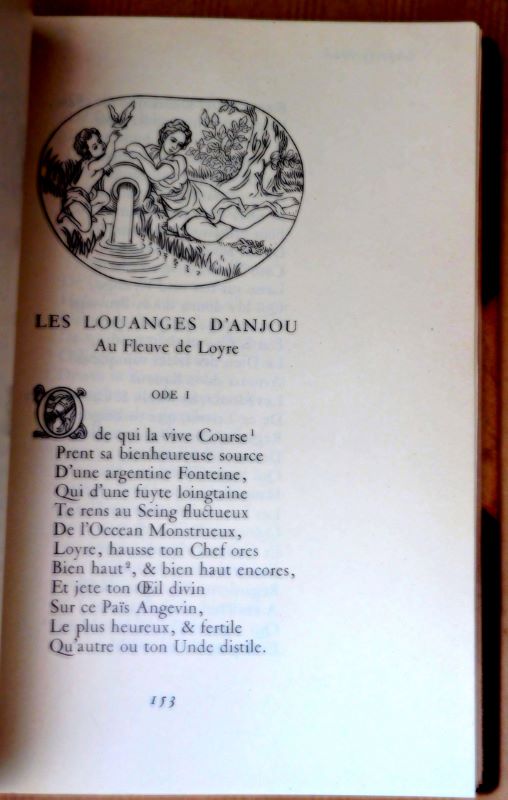 LES LOUANGES D'ANJOU
Au Fleuve de Loyre
ODE I
O de qui la vive Course¹
Prent sa bienheureuse source
D'une argentine Fonteine,
Qui d'une fuyte loingtaine
Te rens au Seing fluctueux
De l'Occean Monstrueux,
Loyre, hausse ton Chef ores
Bien haut², & bien haut encores,
Et jete ton Œil divin
Sur ce Païs Angevin,
Le plus heureux, & fertile
Qu'autre ou ton Unde distile.
153